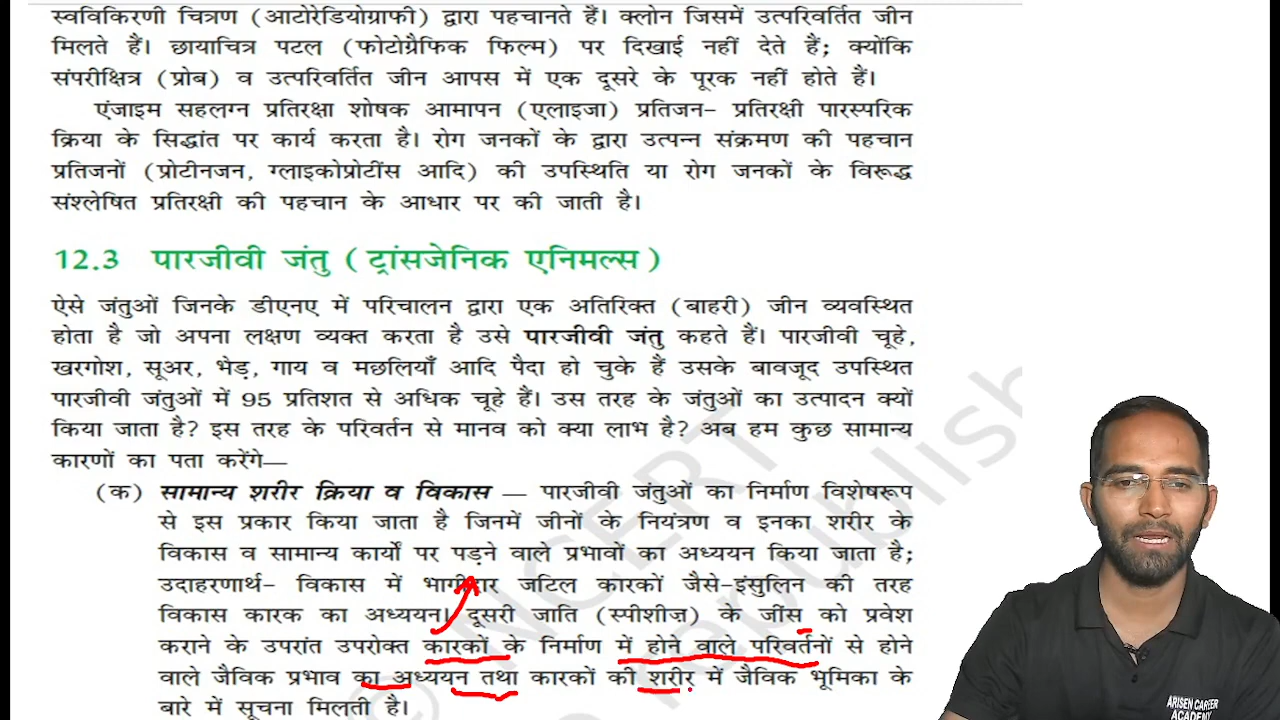 स्वविकिरणी चित्रण (आटोरेडियोग्राफी) द्वारा पहचानते हैं। क्लोन जिसमें उत्परिवर्तित जीन
मिलते हैं। छायाचित्र पटल (फोटोग्रैफिक फिल्म) पर दिखाई नहीं देते हैं; क्योंकि
संपरीक्षित्र (प्रोब) व उत्परिवर्तित जीन आपस में एक दूसरे के पूरक नहीं होते हैं।
एंजाइम सहलग्न प्रतिरक्षा शोषक आमापन (एलाइजा) प्रतिजन- प्रतिरक्षी पारस्परिक
क्रिया के सिद्धांत पर कार्य करता है। रोग जनकों के द्वारा उत्पन्न संक्रमण की पहचान
प्रतिजनों (प्रोटीनजन, ग्लाइकोप्रोटींस आदि) की उपस्थिति या रोग जनकों के विरूद्ध
संश्लेषित प्रतिरक्षी की पहचान के आधार पर की जाती है।
12.3 पारजीवी जंतु (ट्रांसजेनिक एनिमल्स)
ऐसे जंतुओं जिनके डीएनए में परिचालन द्वारा एक अतिरिक्त (बाहरी) जीन व्यवस्थित
होता है जो अपना लक्षण व्यक्त करता है उसे पारजीवी जंतु कहते हैं। पारजीवी चूहे,
खरगोश, सूअर, भेड़, गाय व मछलियाँ आदि पैदा हो चुके हैं उसके बावजूद उपस्थित
पारजीवी जंतुओं में 95 प्रतिशत से अधिक चूहे हैं। उस तरह के जंतुओं का उत्पादन क्यों
किया जाता है? इस तरह के परिवर्तन से मानव को क्या लाभ है? अब हम कुछ सामान्य
कारणों का पता करेंगे—
(क) सामान्य शरीर क्रिया व विकास — पारजीवी जंतुओं का निर्माण विशेषरूप
से इस प्रकार किया जाता है जिनमें जीनों के नियंत्रण व इनका शरीर के
विकास व सामान्य कार्यों पर पड़ने वाले प्रभावों का अध्ययन किया जाता है;
उदाहरणार्थ- विकास में भागीदार जटिल कारकों जैसे-इंसुलिन की तरह
विकास कारक का अध्ययन। दूसरी जाति (स्पीशीज़) के जींस को प्रवेश
कराने के उपरांत उपरोक्त कारकों के निर्माण में होने वाले परिवर्तनों से होने
वाले जैविक प्रभाव का अध्ययन तथा कारकों की शरीर में जैविक भूमिका के
बारे में सूचना मिलती है।
© NCERT
republish
ARISEN CAREER
ACADEMY